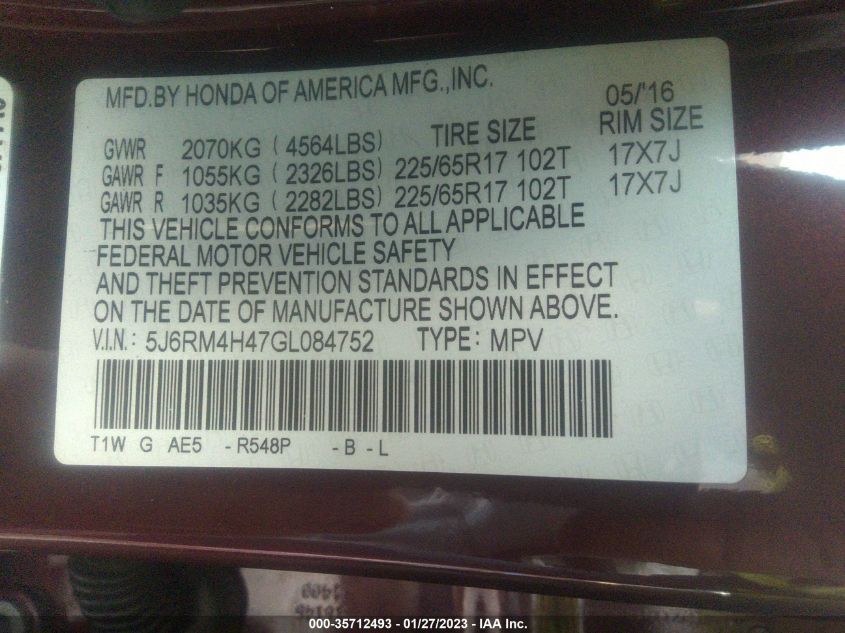 MFD.BY HONDA OF AMERICA MFG.,INC. 05/'16
GVWR 2070KG ( 4564LBS) TIRE SIZE RIM SIZE
GAWR F 1055KG ( 2326LBS) 225/65R17 102T 17X7J
GAWR R 1035KG ( 2282LBS) 225/65R17 102T 17X7J
THIS VEHICLE CONFORMS TO ALL APPLICABLE
FEDERAL MOTOR VEHICLE SAFETY
AND THEFT PREVENTION STANDARDS IN EFFECT
ON THE DATE OF MANUFACTURE SHOWN ABOVE.
V.I.N.: 5J6RM4H47GL084752 TYPE: MPV
T1W G AE5 - R548P - B - L
000-35712493 - 01/27/2023 - IAA Inc.